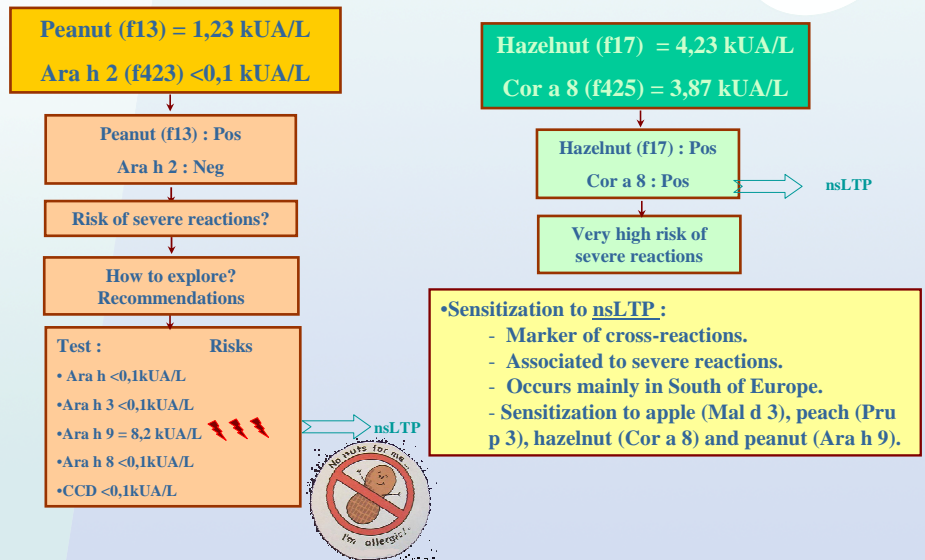 Peanut (f13) = 1,23 kUA/L
Ara h 2 (f423) <0,1 kUA/L
Peanut (f13) : Pos
Ara h 2 : Neg
Risk of severe reactions?
How to explore?
Recommendations
Test : Risks
• Ara h <0,1kUA/L
•Ara h 3 <0,1kUA/L
•Ara h 9 = 8,2 kUA/L
•Ara h 8 <0,1kUA/L
•CCD <0,1kUA/L
nsLTP
No nuts for me...
I'm allergic!
Hazelnut (f17) = 4,23 kUA/L
Cor a 8 (f425) = 3,87 kUA/L
Hazelnut (f17) : Pos
Cor a 8 : Pos
nsLTP
Very high risk of
severe reactions
•Sensitization to nsLTP :
- Marker of cross-reactions.
- Associated to severe reactions.
- Occurs mainly in South of Europe.
- Sensitization to apple (Mal d 3), peach (Pru
p 3), hazelnut (Cor a 8) and peanut (Ara h 9).